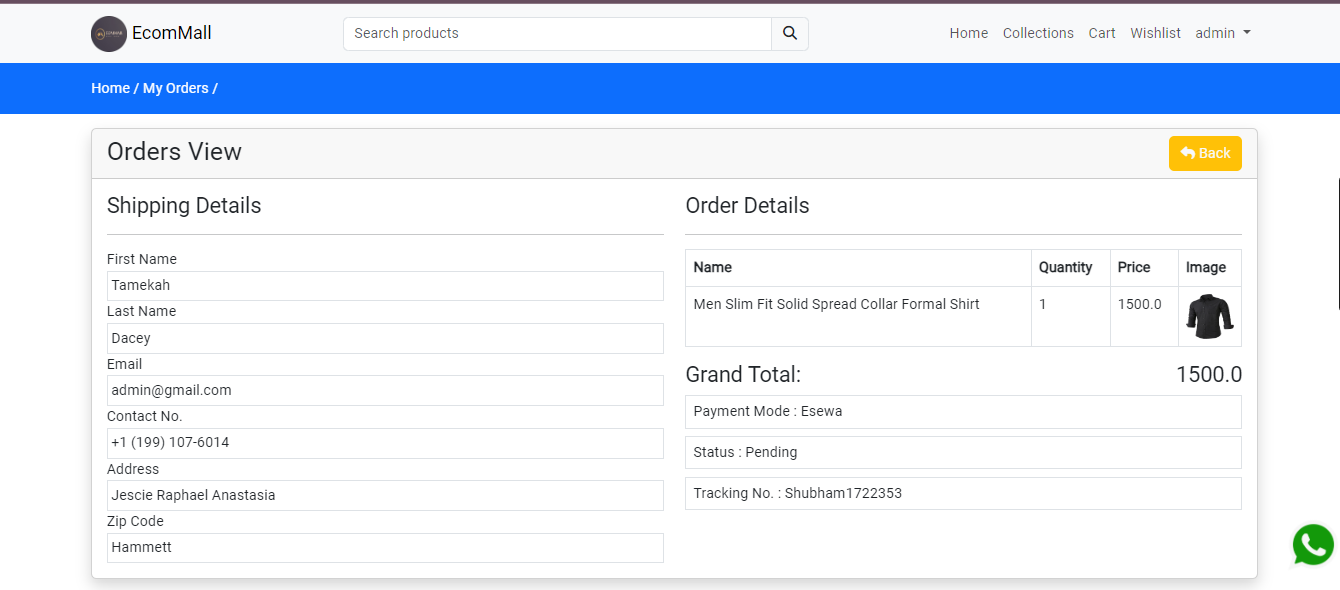 EcomMall
Search products
Home Collections Cart Wishlist admin
Home / My Orders /
Orders View
Back
Shipping Details
First Name
Tamekah
Last Name
Dacey
Email
admin@gmail.com
Contact No.
+1 (199) 107-6014
Address
Jescie Raphael Anastasia
Zip Code
Hammett
Order Details
Name Quantity Price Image
Men Slim Fit Solid Spread Collar Formal Shirt 1 1500.0
Grand Total: 1500.0
Payment Mode : Esewa
Status : Pending
Tracking No. : Shubham1722353